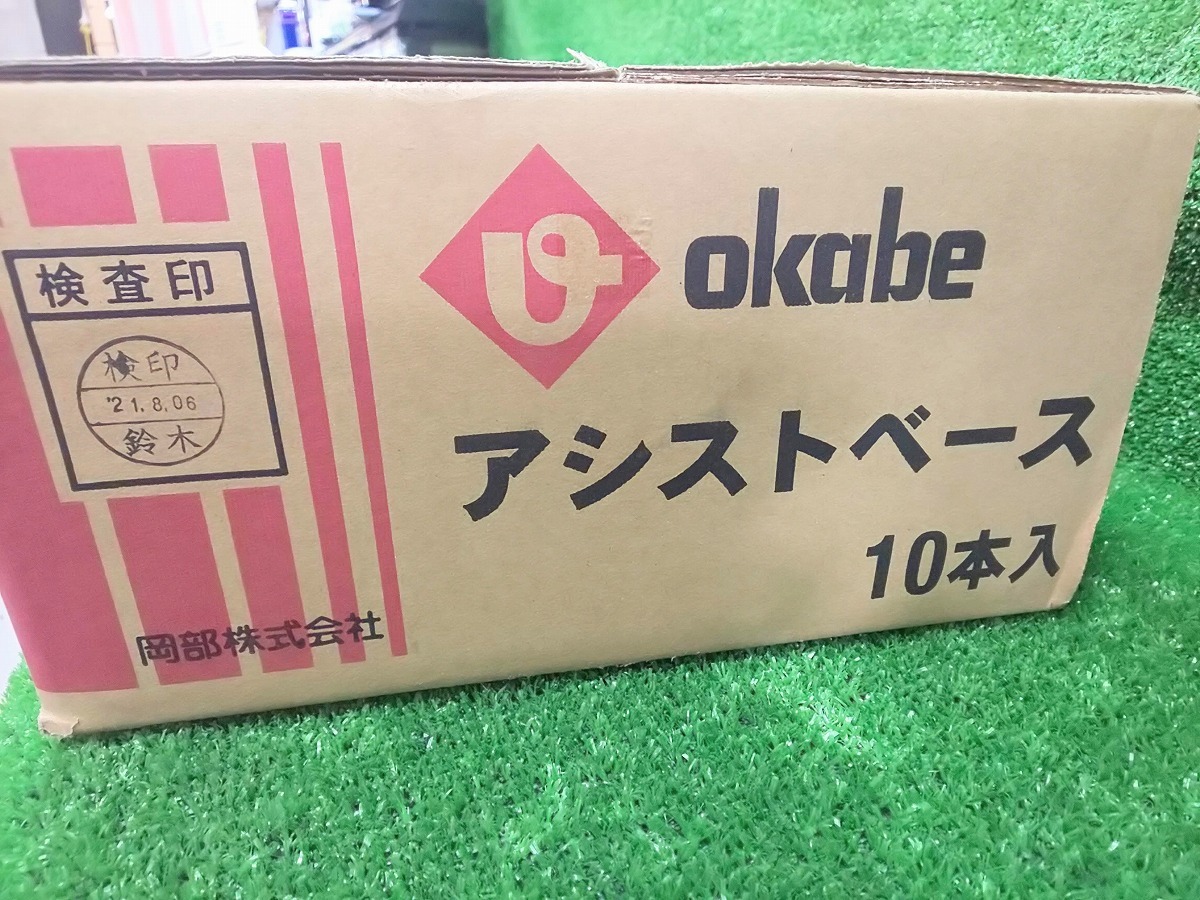 検査印
検印
'21.8.06
鈴木
okabe
アシストベース
10本入
岡部株式会社